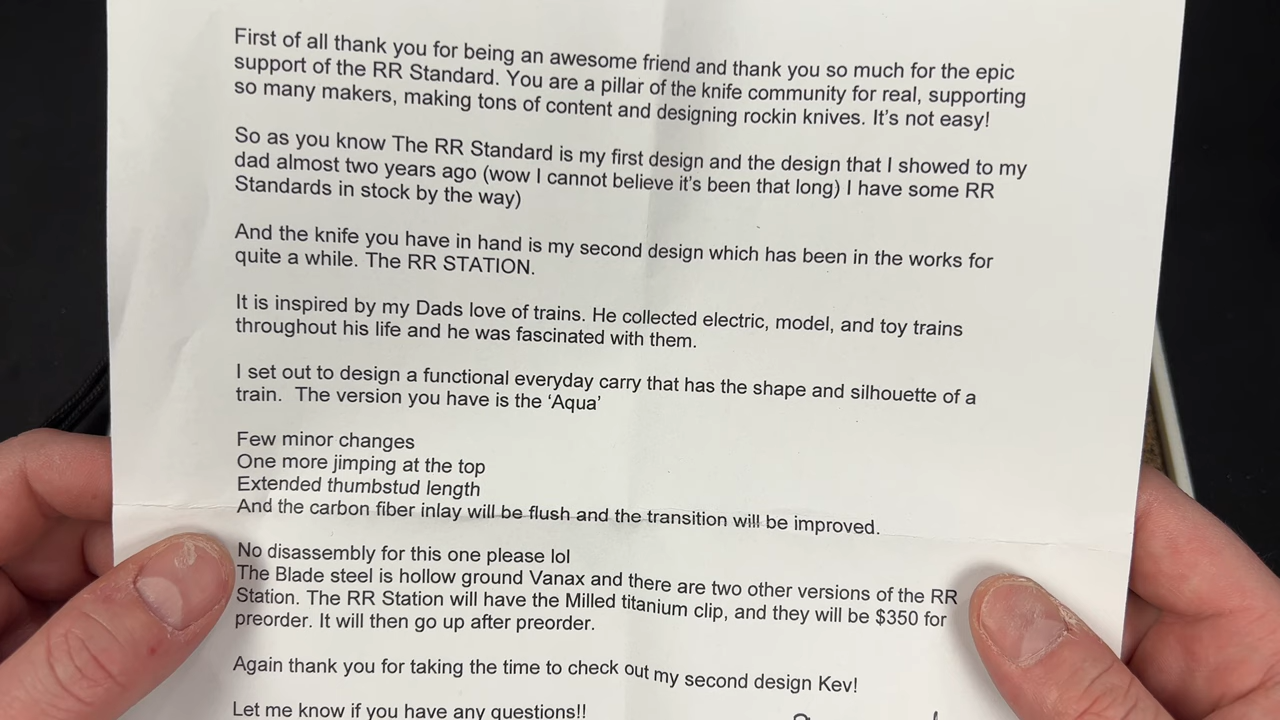 First of all thank you for being an awesome friend and thank you so much for the epic
support of the RR Standard. You are a pillar of the knife community for real, supporting
so many makers, making tons of content and designing rockin knives. It's not easy!
So as you know The RR Standard is my first design and the design that I showed to my
dad almost two years ago (wow I cannot believe it's been that long) I have some RR
Standards in stock by the way)
And the knife you have in hand is my second design which has been in the works for
quite a while. The RR STATION.
It is inspired by my Dads love of trains. He collected electric, model, and toy trains
throughout his life and he was fascinated with them.
I set out to design a functional everyday carry that has the shape and silhouette of a
train. The version you have is the 'Aqua'
Few minor changes
One more jimping at the top
Extended thumbstud length
And the carbon fiber inlay will be flush and the transition will be improved.
No disassembly for this one please lol
The Blade steel is hollow ground Vanax and there are two other versions of the RR
Station. The RR Station will have the Milled titanium clip, and they will be $350 for
preorder. It will then go up after preorder.
Again thank you for taking the time to check out my second design Kev!
Let me know if you have any questions!!